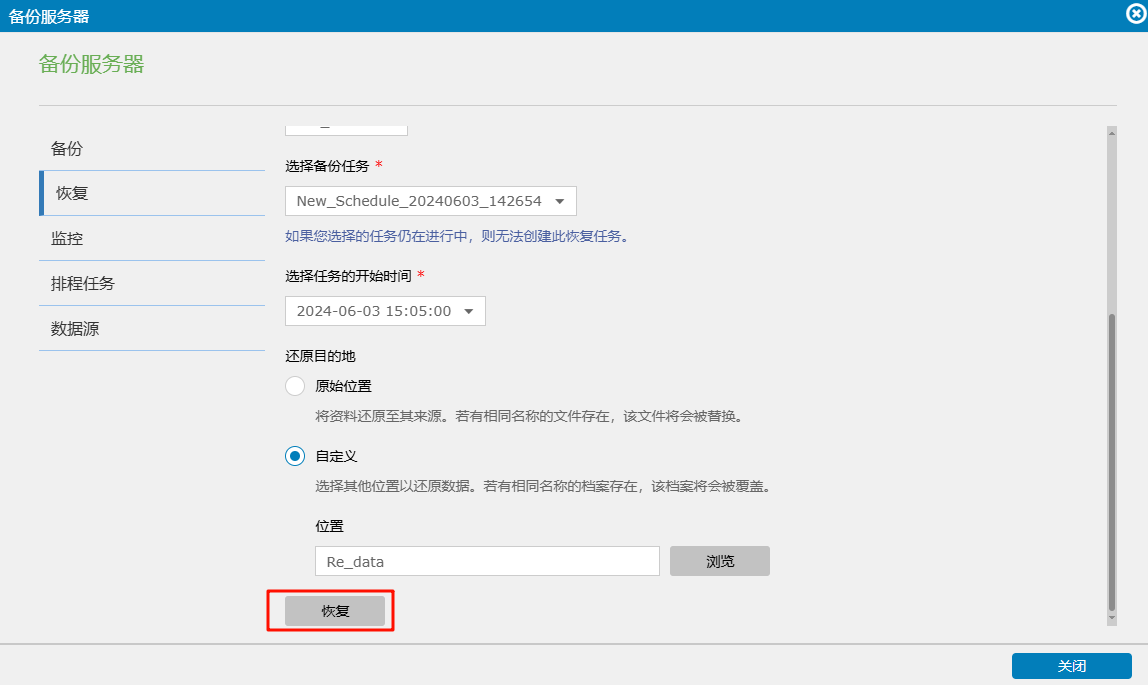 备份服务器
备份服务器
备份
恢复
监控
排程任务
数据源
选择备份任务 *
New_Schedule_20240603_142654
如果您选择的任务仍在进行中，则无法创建此恢复任务。
选择任务的开始时间 *
2024-06-03 15:05:00
还原目的地
原始位置
将资料还原至其来源。若有相同名称的文件存在，该文件将会被替换。
自定义
选择其他位置以还原数据。若有相同名称的档案存在，该档案将会被覆盖。
位置
Re_data
浏览
恢复
关闭